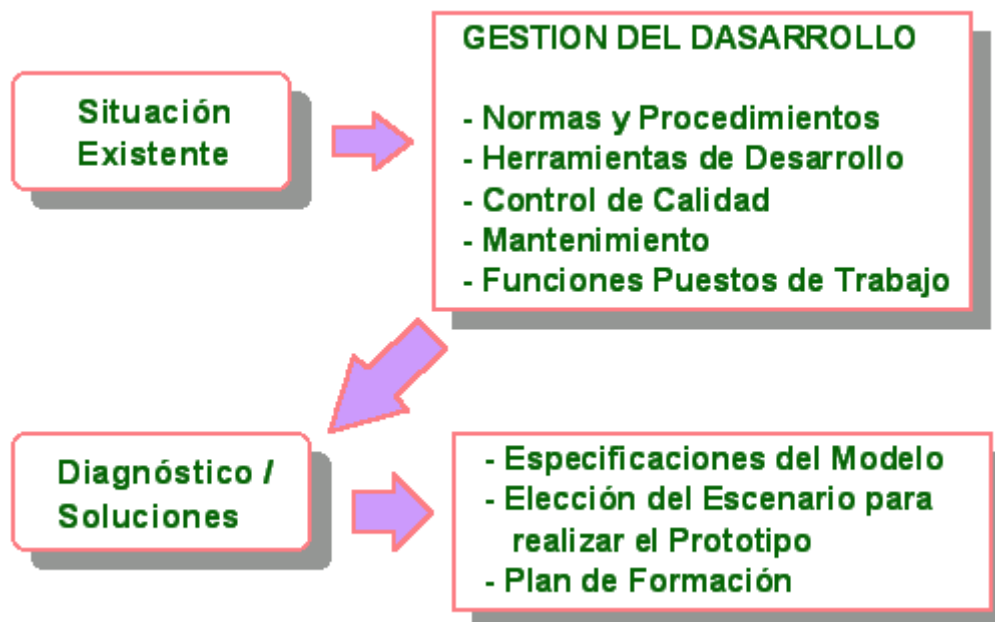 Situación
Existente
GESTION DEL DASARROLLO
- Normas y Procedimientos
- Herramientas de Desarrollo
- Control de Calidad
- Mantenimiento
- Funciones Puestos de Trabajo
Diagnóstico /
Soluciones
- Especificaciones del Modelo
- Elección del Escenario para
realizar el Prototipo
- Plan de Formación